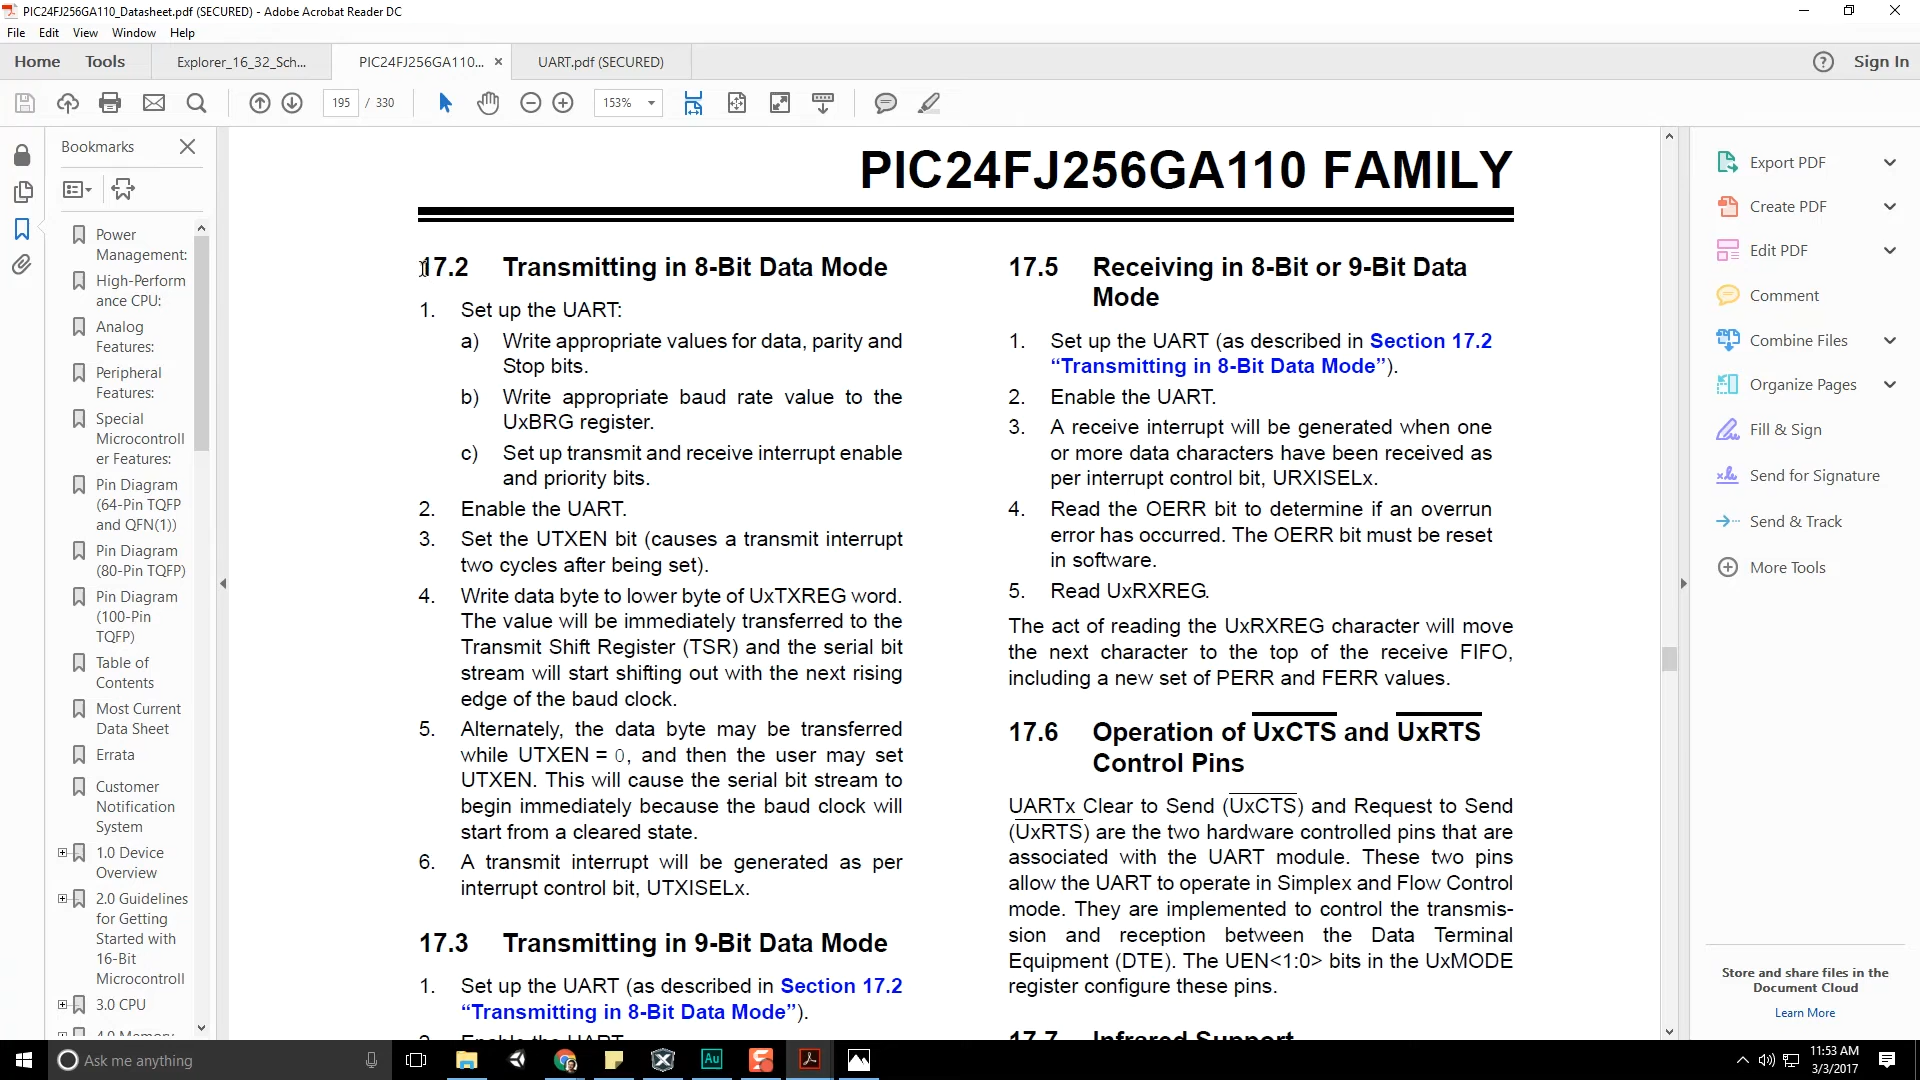 PIC24FJ256GA110_Datasheet.pdf (SECURED) - Adobe Acrobat Reader DC
File Edit View Window Help
Home Tools Explorer_16_32_Sch... PIC24FJ256GA110... × UART.pdf (SECURED) Sign In
195 / 330 153%
Bookmarks
Power
Management:
High-Perform
ance CPU:
Analog
Features:
Peripheral
Features:
Special
Microcontroll
er Features:
Pin Diagram
(64-Pin TQFP
and QFN(1))
Pin Diagram
(80-Pin TQFP)
Pin Diagram
(100-Pin
TQFP)
Table of
Contents
Most Current
Data Sheet
Errata
Customer
Notification
System
1.0 Device
Overview
2.0 Guidelines
for Getting
Started with
16-Bit
Microcontroll
3.0 CPU
4.0 Memory
PIC24FJ256GA110 FAMILY
17.2 Transmitting in 8-Bit Data Mode
1. Set up the UART:
a) Write appropriate values for data, parity and
Stop bits.
b) Write appropriate baud rate value to the
UxBRG register.
c) Set up transmit and receive interrupt enable
and priority bits.
2. Enable the UART.
3. Set the UTXEN bit (causes a transmit interrupt
two cycles after being set).
4. Write data byte to lower byte of UxTXREG word.
The value will be immediately transferred to the
Transmit Shift Register (TSR) and the serial bit
stream will start shifting out with the next rising
edge of the baud clock.
5. Alternately, the data byte may be transferred
while UTXEN = 0, and then the user may set
UTXEN. This will cause the serial bit stream to
begin immediately because the baud clock will
start from a cleared state.
6. A transmit interrupt will be generated as per
interrupt control bit, UTXISELx.
17.3 Transmitting in 9-Bit Data Mode
1. Set up the UART (as described in Section 17.2
“Transmitting in 8-Bit Data Mode”).
2. Enable the UART.
17.5 Receiving in 8-Bit or 9-Bit Data
Mode
1. Set up the UART (as described in Section 17.2
“Transmitting in 8-Bit Data Mode”).
2. Enable the UART.
3. A receive interrupt will be generated when one
or more data characters have been received as
per interrupt control bit, URXISELx.
4. Read the OERR bit to determine if an overrun
error has occurred. The OERR bit must be reset
in software.
5. Read UxRXREG.
The act of reading the UxRXREG character will move
the next character to the top of the receive FIFO,
including a new set of PERR and FERR values.
17.6 Operation of UxCTS and UxRTS
Control Pins
UARTx Clear to Send (UxCTS) and Request to Send
(UxRTS) are the two hardware controlled pins that are
associated with the UART module. These two pins
allow the UART to operate in Simplex and Flow Control
mode. They are implemented to control the transmis-
sion and reception between the Data Terminal
Equipment (DTE). The UEN<1:0> bits in the UxMODE
register configure these pins.
17.7 Infrared Support
Export PDF
Create PDF
Edit PDF
Comment
Combine Files
Organize Pages
Fill & Sign
Send for Signature
Send & Track
More Tools
Store and share files in the
Document Cloud
Learn More
Ask me anything
Au
11:53 AM
3/3/2017